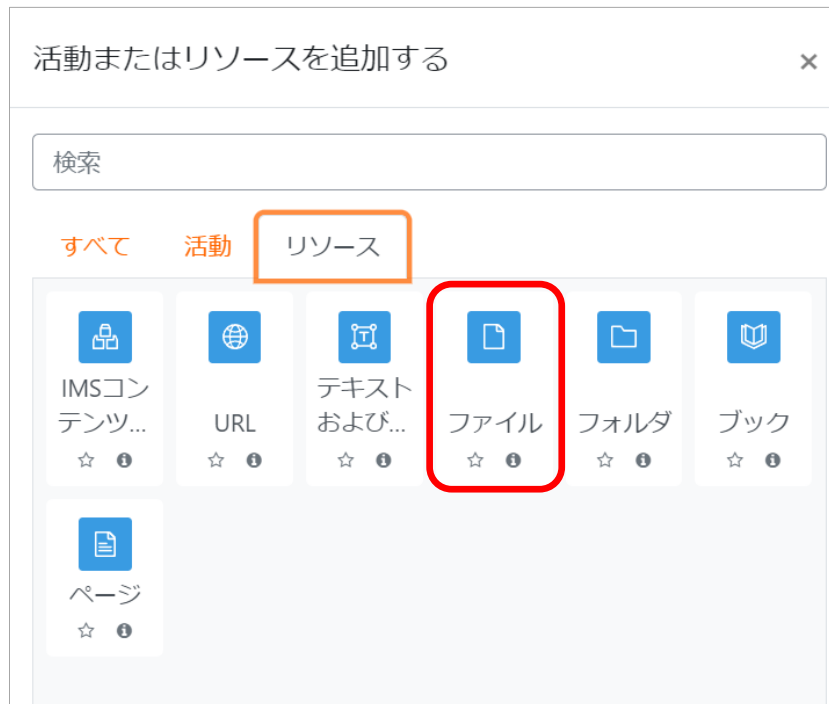 活動またはリソースを追加する
×
検索
すべて 活動 リソース
IMSコン
テンツ...
URL
テキスト
および...
ファイル
フォルダ
ブック
ページ